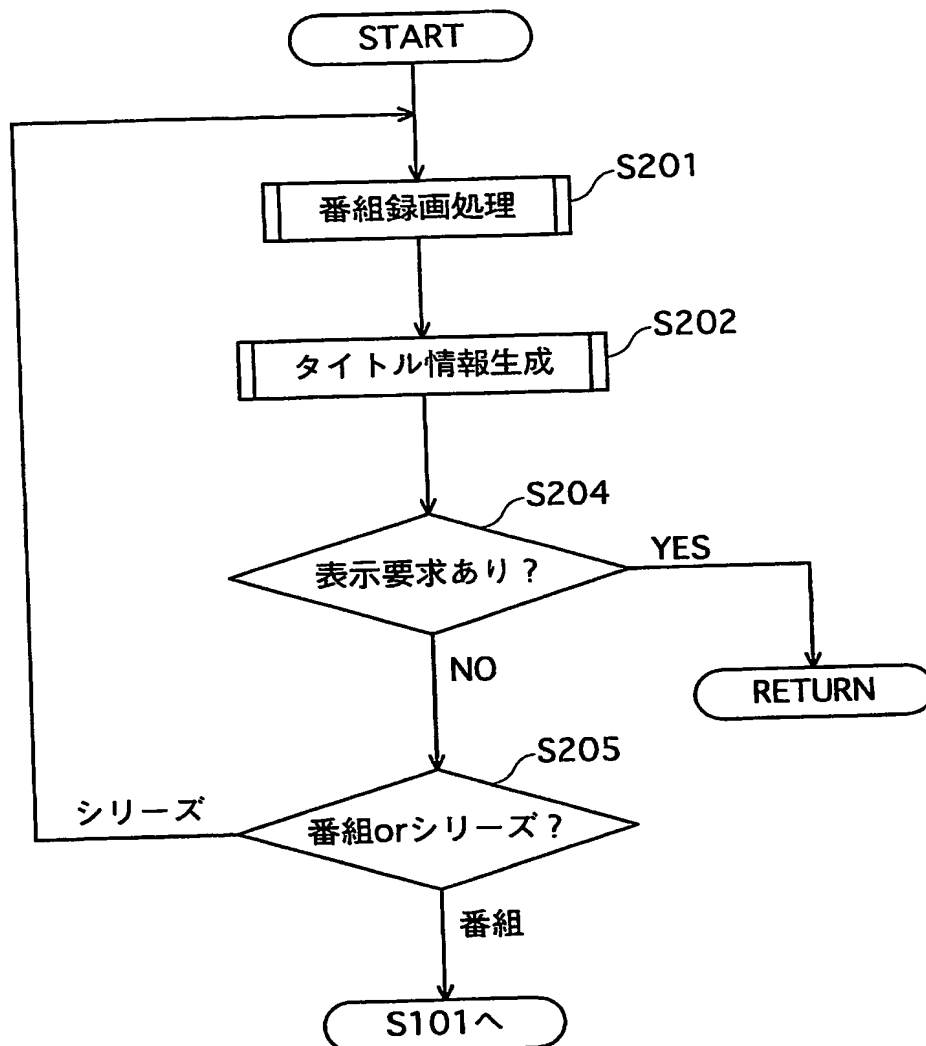 START
S201
番組録画処理
S202
タイトル情報生成
S204
表示要求あり?
YES
NO
RETURN
S205
シリーズ
番組orシリーズ?
番組
S101へ